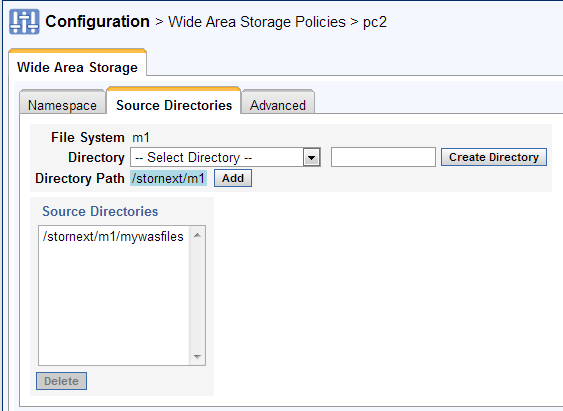 Configuration > Wide Area Storage Policies > pc2
Wide Area Storage
Namespace Source Directories Advanced
File System m1
Directory -- Select Directory -- Create Directory
Directory Path /stornext/m1 Add
Source Directories
/stornext/m1/mywasfiles
Delete